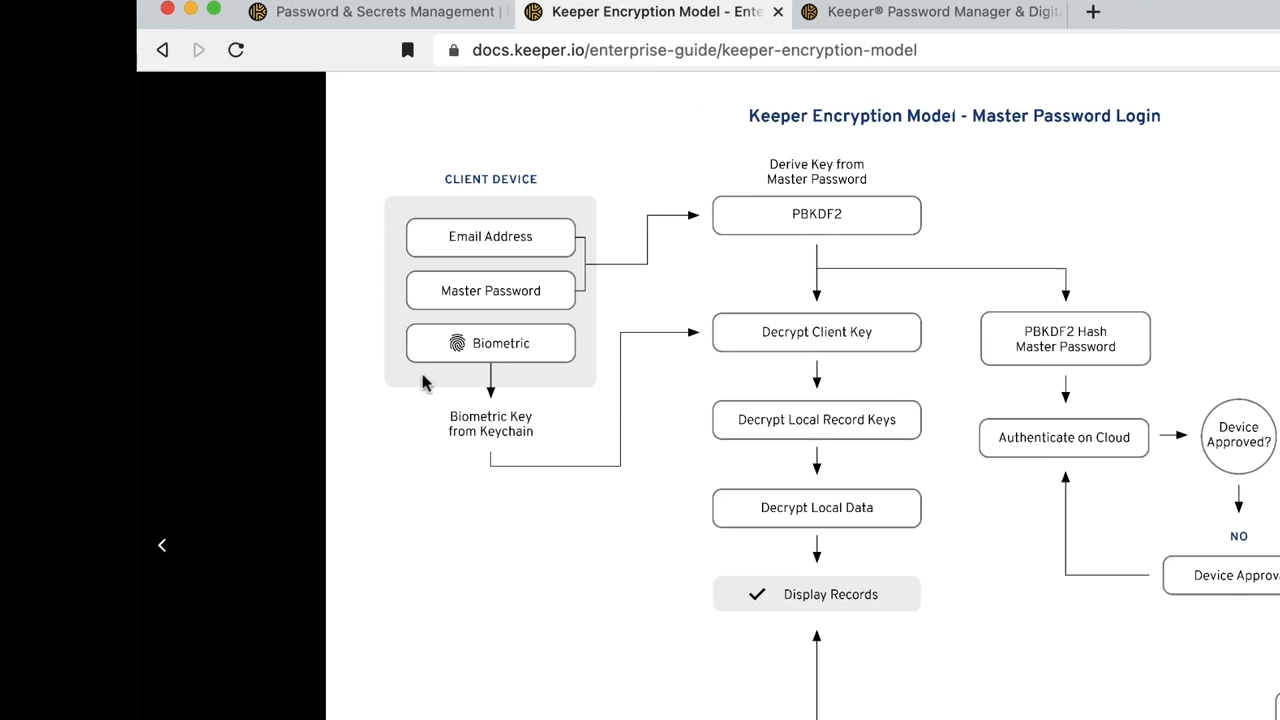 Password & Secrets Management |
Keeper Encryption Model - Ente
Keeper® Password Manager & Digit
docs.keeper.io/enterprise-guide/keeper-encryption-model
Keeper Encryption Model - Master Password Login
CLIENT DEVICE
Email Address
Master Password
Biometric
Biometric Key
from Keychain
Derive Key from
Master Password
PBKDF2
Decrypt Client Key
Decrypt Local Record Keys
Decrypt Local Data
Display Records
PBKDF2 Hash
Master Password
Authenticate on Cloud
Device
Approved?
NO
Device Approv